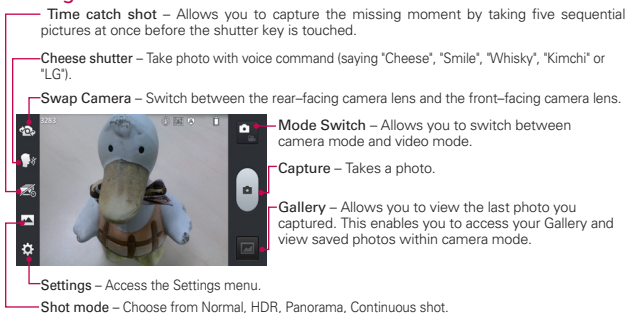 Time catch shot – Allows you to capture the missing moment by taking five sequential
pictures at once before the shutter key is touched.
Cheese shutter – Take photo with voice command (saying "Cheese", "Smile", "Whisky", "Kimchi" or
"LG").
Swap Camera – Switch between the rear–facing camera lens and the front–facing camera lens.
3283
Mode Switch – Allows you to switch between
camera mode and video mode.
Capture – Takes a photo.
Gallery – Allows you to view the last photo you
captured. This enables you to access your Gallery and
view saved photos within camera mode.
Settings – Access the Settings menu.
Shot mode – Choose from Normal, HDR, Panorama, Continuous shot.